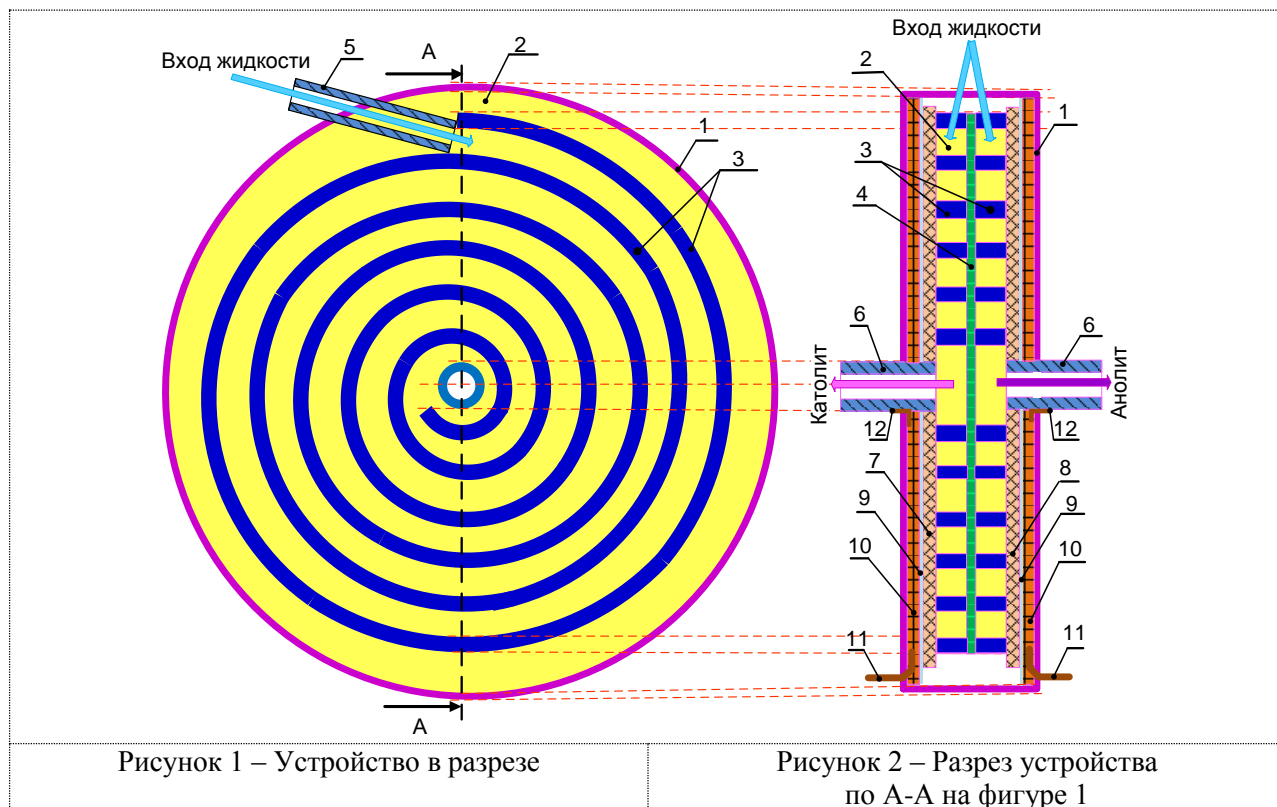 Вход жидкости
5
А
2
1
3
А
Вход жидкости
2
1
3
4
6
6
Католит
Анолит
12
12
7
8
9
9
10
10
11
11
Рисунок 1 – Устройство в разрезе
Рисунок 2 – Разрез устройства
по А-А на фигуре 1